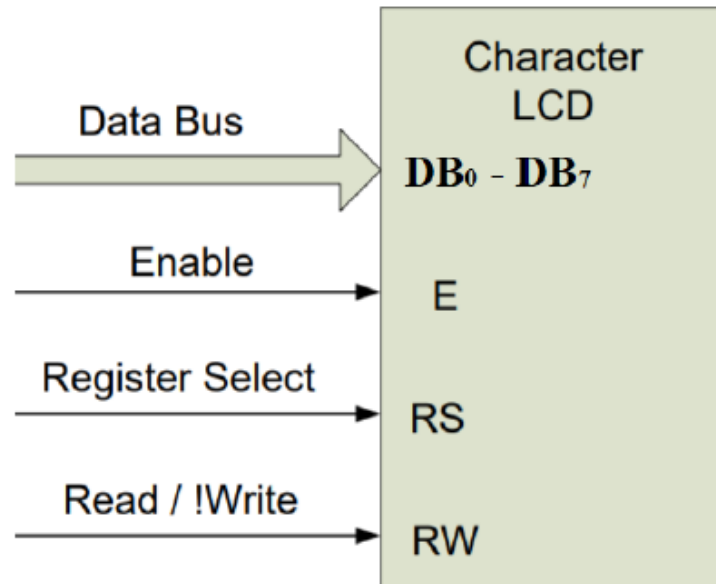 Character
LCD
Data Bus
DB₀ - DB₇
Enable
E
Register Select
RS
Read / !Write
RW